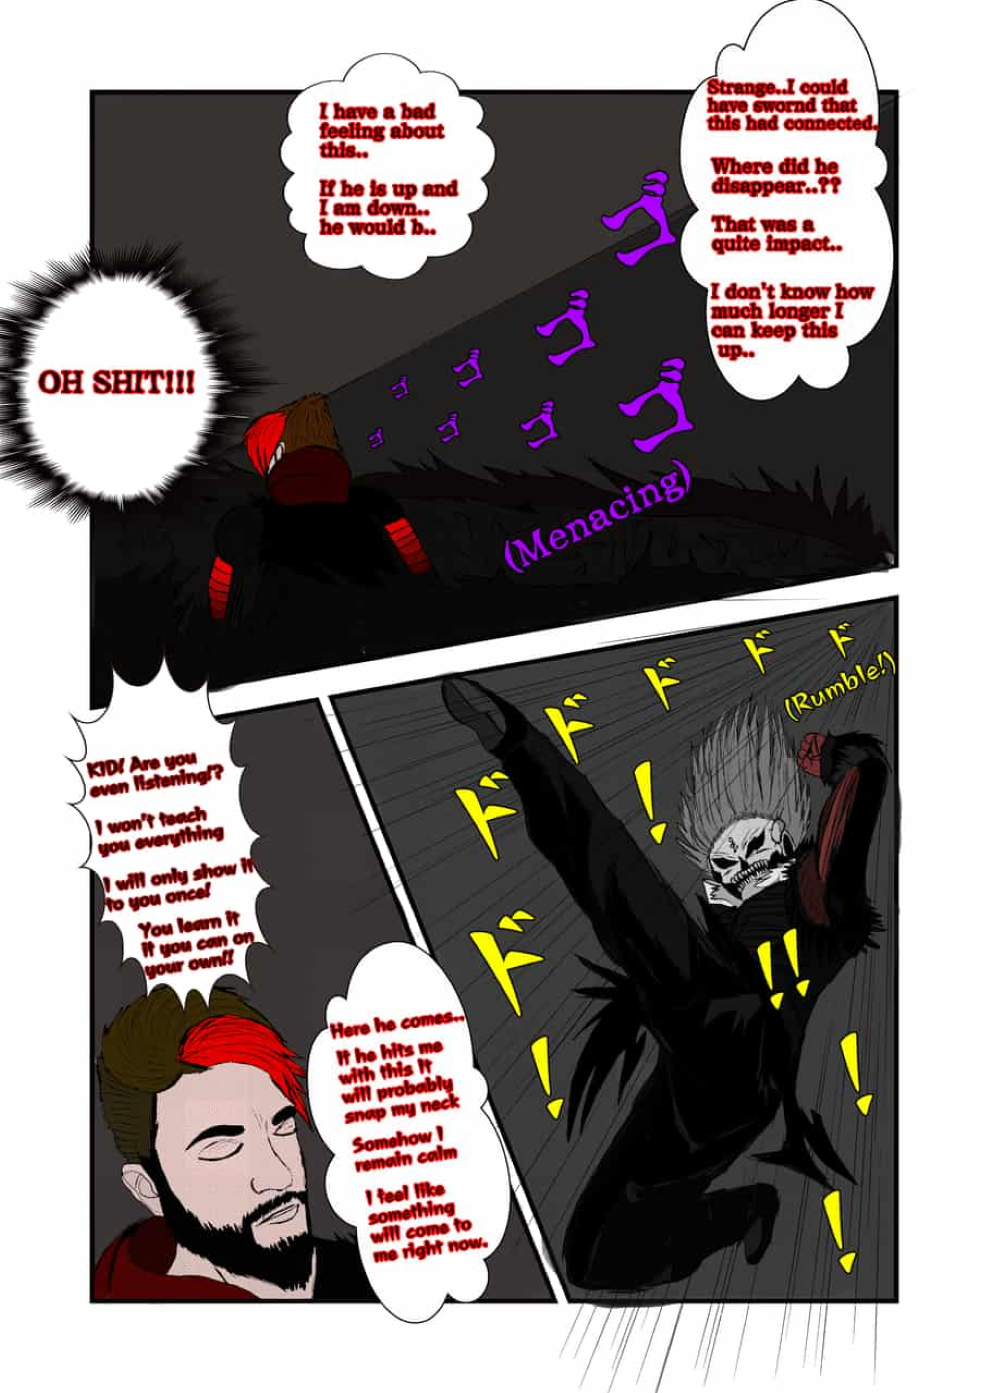 Strange..I could
have swornd that
this had connected.
Where did he
disappear..??
That was a
quite impact..
I don't know how
much longer I
can keep this
up..
I have a bad
feeling about
this..
If he is up and
I am down..
he would b..
OH SHIT!!!
ゴ
ゴ
ゴ
ゴ
ゴ
ゴ
ゴ
ゴ
(Menacing)
ド
ド
ド
ド
ド
ド
(Rumble!)
!
!!
!
!
!
KID! Are you
even listening!?
I won't teach
you everything
I will only show it
to you once!
You learn it
if you can on
your own!!
Here he comes..
If he hits me
with this It
will probably
snap my neck
Somehow I
remain calm
I feel like
something
will come to
me right now.